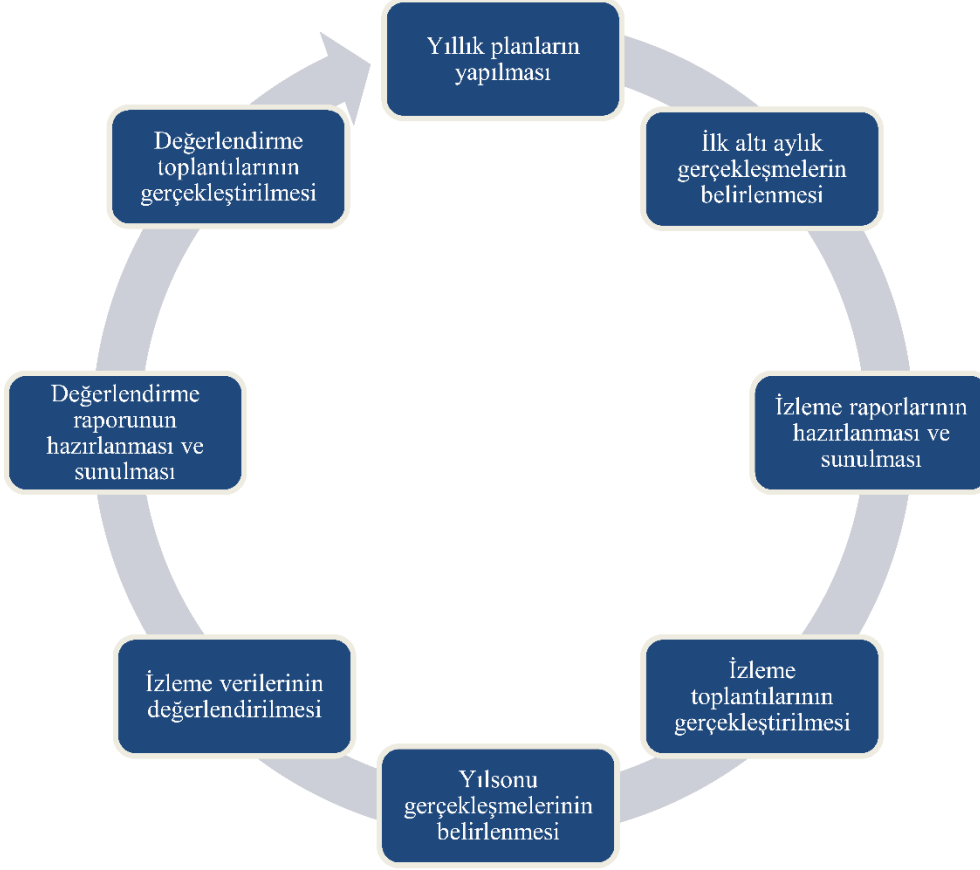 Yıllık planların
yapılması
İlk altı aylık
gerçekleşmelerin
belirlenmesi
İzleme raporlarının
hazırlanması ve
sunulması
İzleme
toplantılarının
gerçekleştirilmesi
Yılsonu
gerçekleşmelerinin
belirlenmesi
İzleme verilerinin
değerlendirilmesi
Değerlendirme
raporunun
hazırlanması ve
sunulması
Değerlendirme
toplantılarının
gerçekleştirilmesi